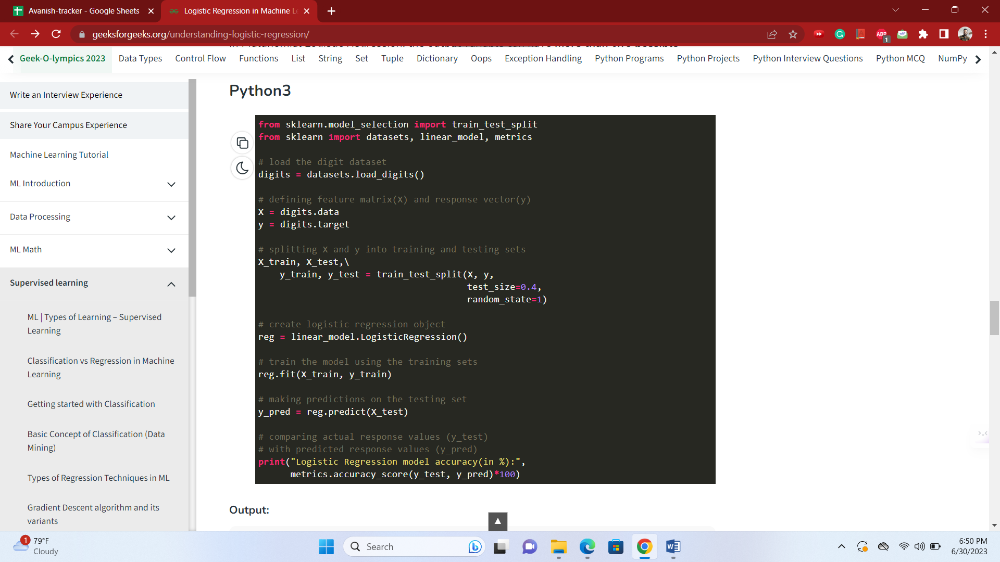 Avanish-tracker - Google Sheets
Logistic Regression in Machine L
geeksforgeeks.org/understanding-logistic-regression/
ABP
1
Geek-O-lympics 2023 Data Types Control Flow Functions List String Set Tuple Dictionary Oops Exception Handling Python Programs Python Projects Python Interview Questions Python MCQ NumPy
Write an Interview Experience
Share Your Campus Experience
Machine Learning Tutorial
ML Introduction
Data Processing
ML Math
Supervised learning
ML | Types of Learning – Supervised
Learning
Classification vs Regression in Machine
Learning
Getting started with Classification
Basic Concept of Classification (Data
Mining)
Types of Regression Techniques in ML
Gradient Descent algorithm and its
variants
Python3
from sklearn.model_selection import train_test_split
from sklearn import datasets, linear_model, metrics
# load the digit dataset
digits = datasets.load_digits()
# defining feature matrix(X) and response vector(y)
X = digits.data
y = digits.target
# splitting X and y into training and testing sets
X_train, X_test,\
y_train, y_test = train_test_split(X, y,
test_size=0.4,
random_state=1)
# create logistic regression object
reg = linear_model.LogisticRegression()
# train the model using the training sets
reg.fit(X_train, y_train)
# making predictions on the testing set
y_pred = reg.predict(X_test)
# comparing actual response values (y_test)
# with predicted response values (y_pred)
print("Logistic Regression model accuracy(in %):",
metrics.accuracy_score(y_test, y_pred)*100)
Output:
1
79°F
Cloudy
Search
6:50 PM
6/30/2023